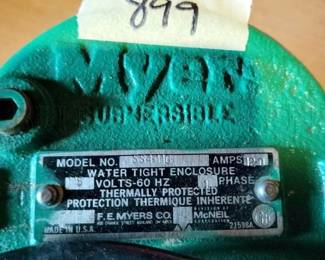 899
Myers
SUBMERSIBLE
MODEL NO. AMPS
WATER TIGHT ENCLOSURE
VOLTS-60 HZ PHASE
THERMALLY PROTECTED
PROTECTION THERMIQUE INHERENTE
F. E. MYERS CO. McNEIL
MADE IN U.S.A.